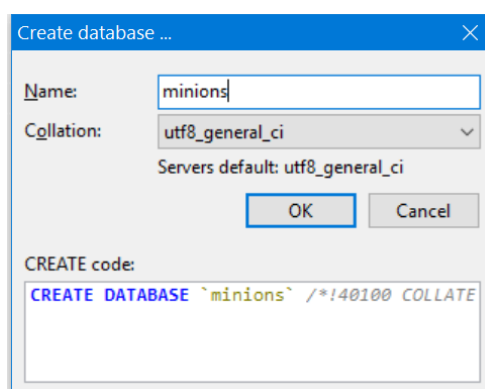 Create database ...
Name: minions
Collation: utf8_general_ci
Servers default: utf8_general_ci
OK Cancel
CREATE code:
CREATE DATABASE `minions` /*!40100 COLLATE